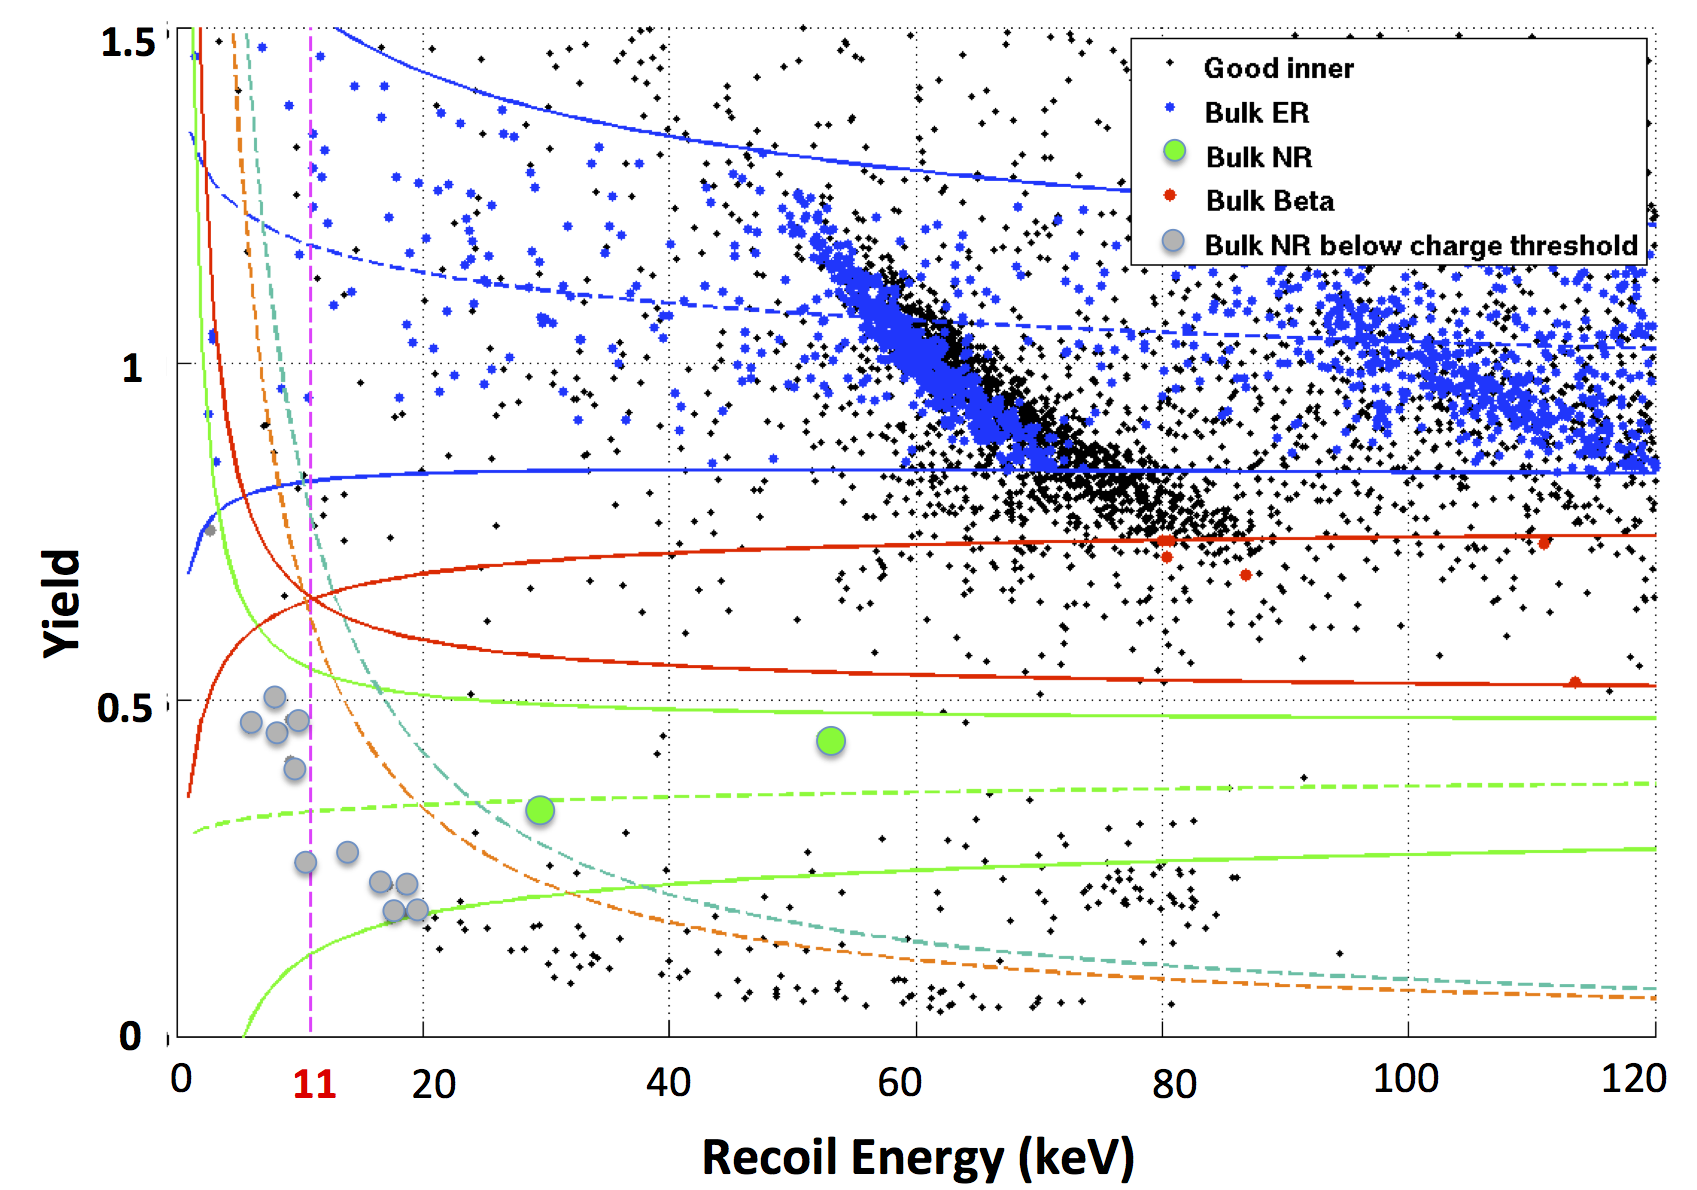 1.5
1
0.5
0
Yield
Good inner
Bulk ER
Bulk NR
Bulk Beta
Bulk NR below charge threshold
0 11 20 40 60 80 100 120
Recoil Energy (keV)